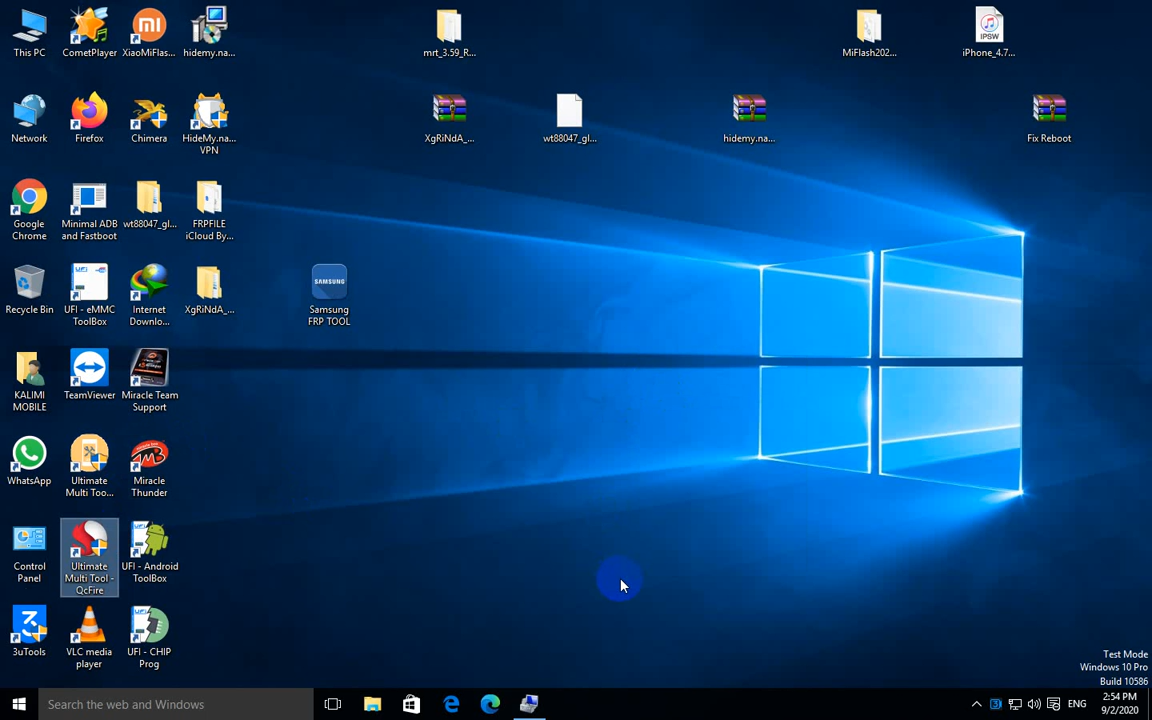 This PC
CometPlayer
XiaoMiFlas...
hidemy.na...
mrt_3.59_R...
MiFlash202...
IPSW
iPhone_4.7...
Network
Firefox
Chimera
HideMy.na...
VPN
XgRiNdA_...
wt88047_gl...
hidemy.na...
Fix Reboot
Google
Chrome
Minimal ADB
and Fastboot
wt88047_gl...
FRPFILE
iCloud By...
Recycle Bin
UFI
UFI - eMMC
ToolBox
Internet
Downlo...
XgRiNdA_...
SAMSUNG
Samsung
FRP TOOL
KALIMI
MOBILE
TeamViewer
Miracle Team
Support
WhatsApp
Ultimate
Multi Too...
Miracle
Thunder
Control
Panel
Ultimate
Multi Tool -
QcFire
UFI
UFI - Android
ToolBox
3uTools
VLC media
player
UFI
UFI - CHIP
Prog
Test Mode
Windows 10 Pro
Build 10586
Search the web and Windows
ENG
2:54 PM
9/2/2020